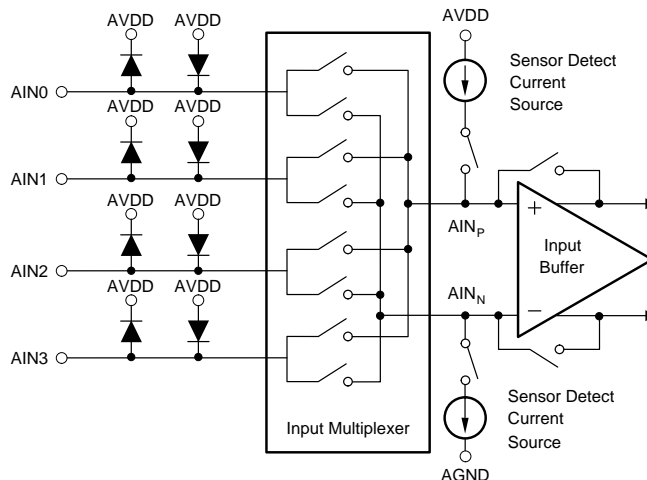 AVDD AVDD AVDD
AIN0
Sensor Detect
Current
Source
AVDD AVDD
AIN1
AVDD AVDD
AIN2
AVDD AVDD
AIN3
AINP
+
Input
Buffer
AINN
−
Input Multiplexer
Sensor Detect
Current
Source
AGND